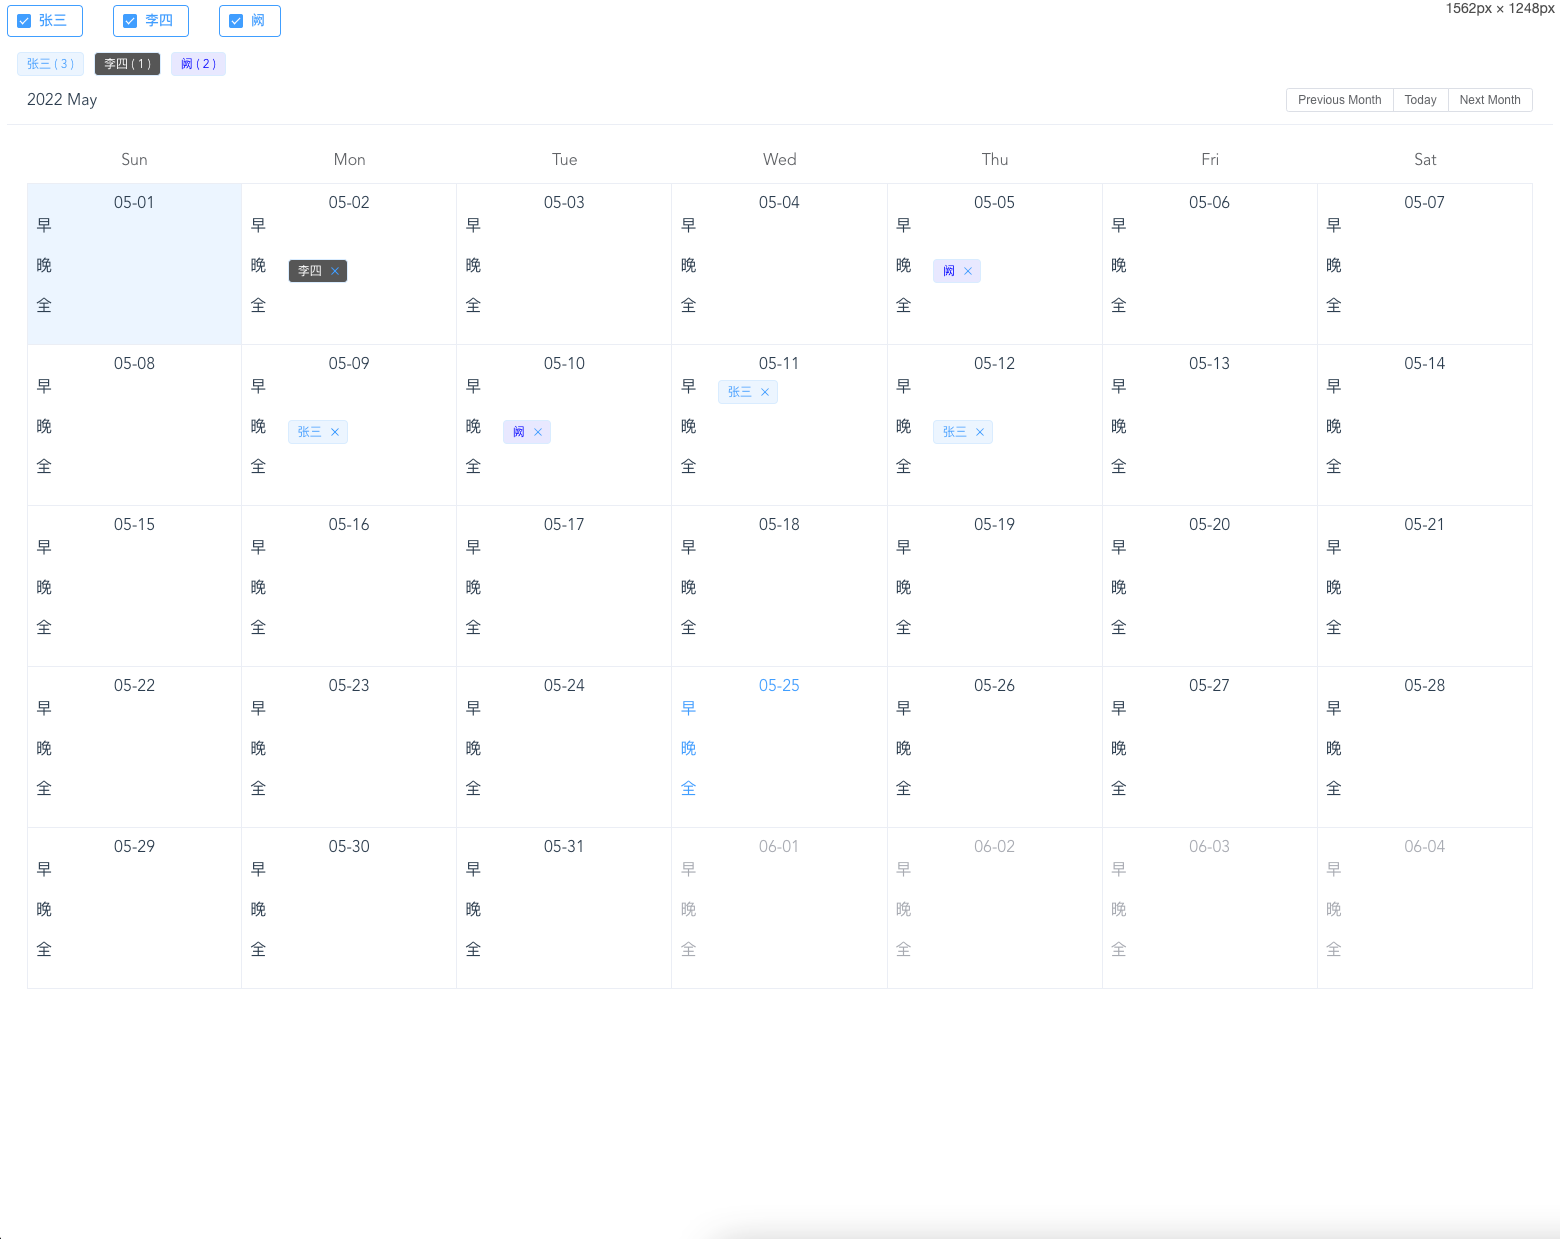 张三 李四 阙 1562px × 1248px
张三 ( 3 ) 李四 ( 1 ) 阙 ( 2 )
2022 May Previous Month Today Next Month
Sun Mon Tue Wed Thu Fri Sat
05-01 05-02 05-03 05-04 05-05 05-06 05-07
早 早 早 早 早 早 早
晚 晚 李四 × 晚 晚 晚 阙 × 晚 晚
全 全 全 全 全 全 全
05-08 05-09 05-10 05-11 05-12 05-13 05-14
早 早 早 早 张三 × 早 早 早
晚 晚 张三 × 晚 阙 × 晚 晚 张三 × 晚 晚
全 全 全 全 全 全 全
05-15 05-16 05-17 05-18 05-19 05-20 05-21
早 早 早 早 早 早 早
晚 晚 晚 晚 晚 晚 晚
全 全 全 全 全 全 全
05-22 05-23 05-24 05-25 05-26 05-27 05-28
早 早 早 早 早 早 早
晚 晚 晚 晚 晚 晚 晚
全 全 全 全 全 全 全
05-29 05-30 05-31 06-01 06-02 06-03 06-04
早 早 早 早 早 早 早
晚 晚 晚 晚 晚 晚 晚
全 全 全 全 全 全 全